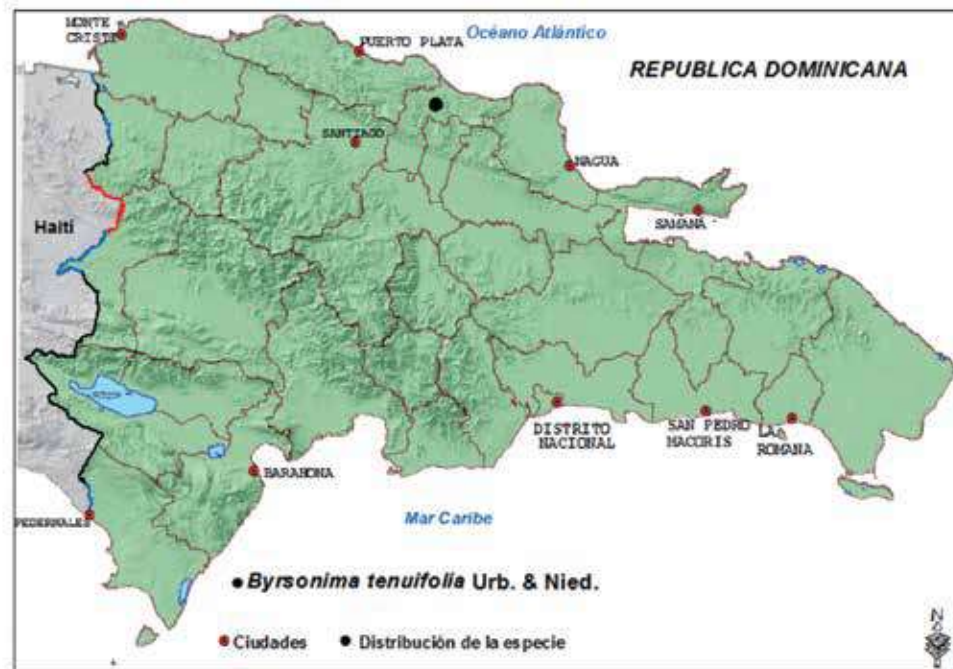 MONTE
CRISTI
PUERTO PLATA
Océano Atlántico
REPUBLICA DOMINICANA
SANTIAGO
NAGUA
SAMANÁ
Haití
DISTRITO
NACIONAL
SAN PEDRO
MACORIS
LA
ROMANA
BARAHONA
PEDERNALES
Mar Caribe
Byrsonima tenuifolia Urb. & Nied.
Ciudades
Distribución de la especie
N